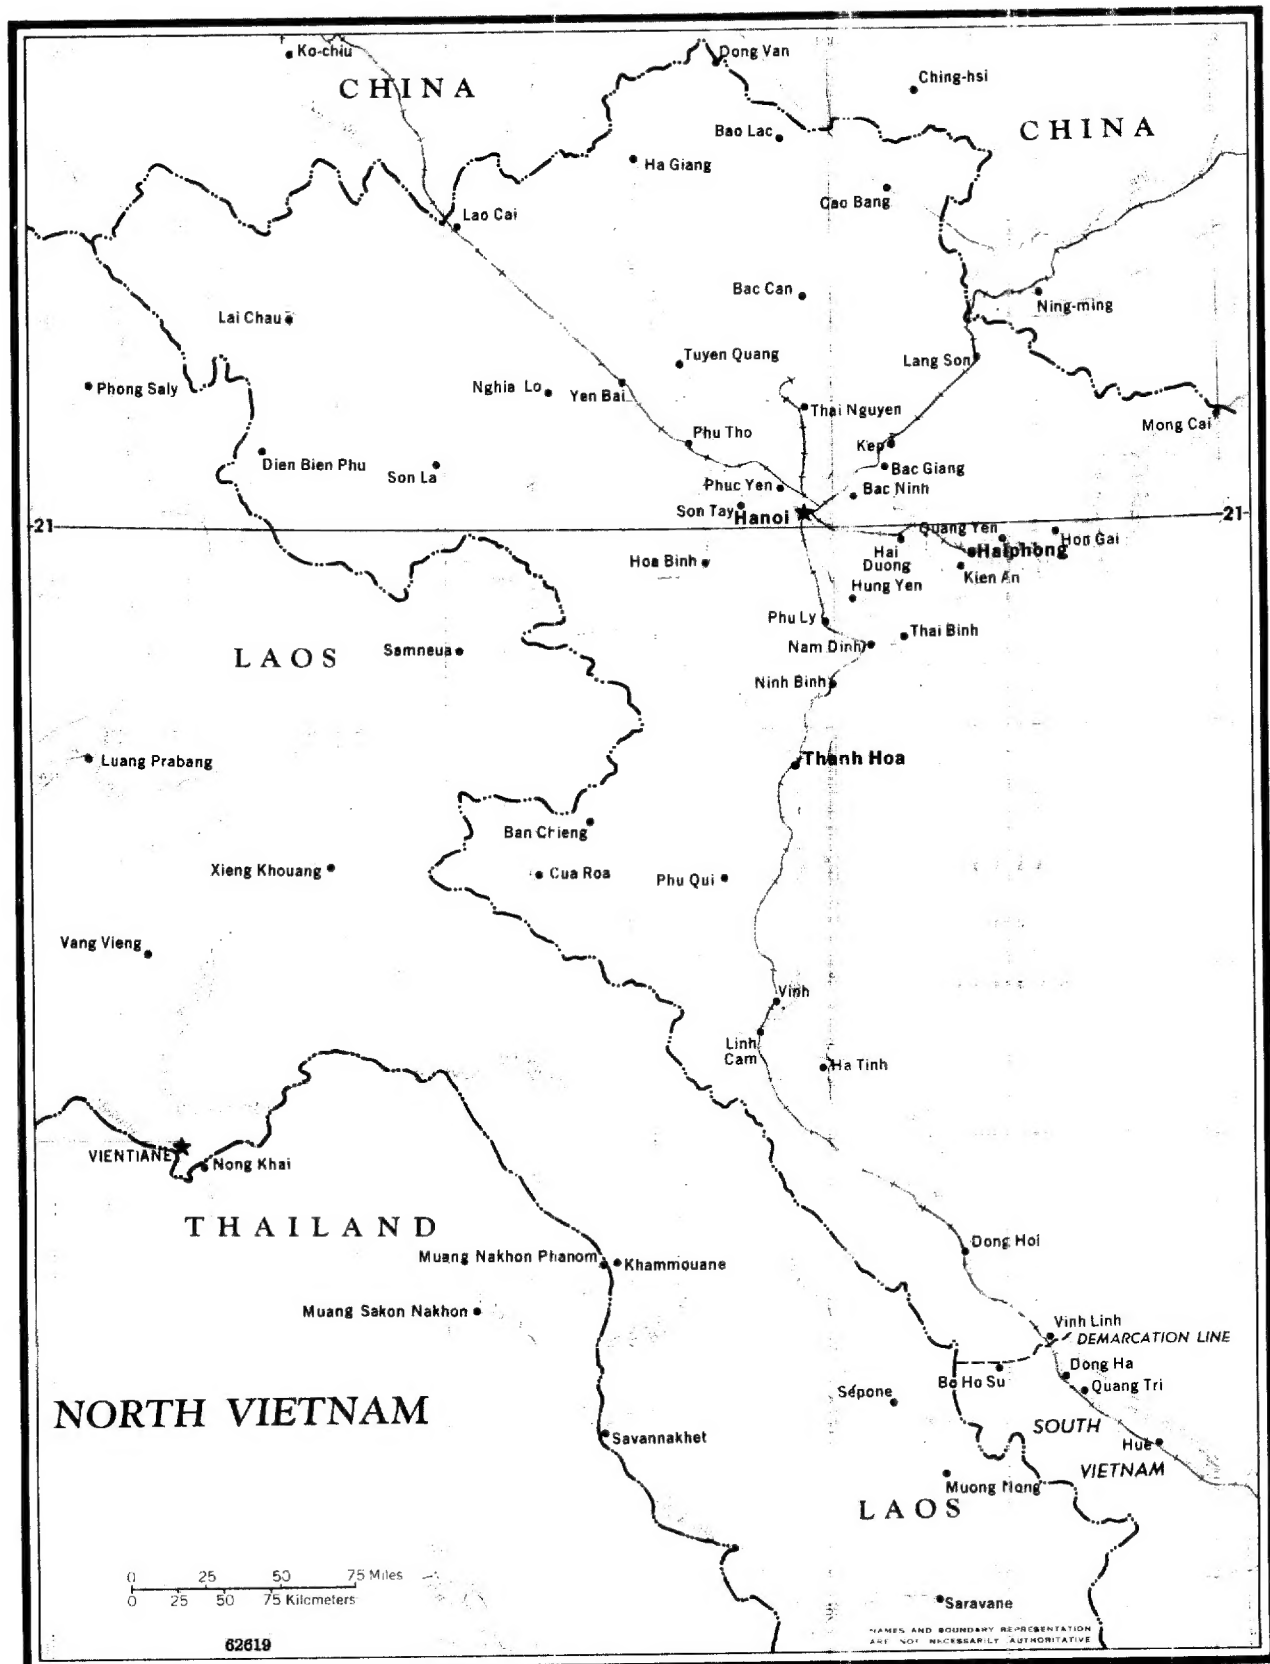 Ko-chiu
CHINA
Dong Van
Ching-hsi
Bao Lac
CHINA
Ha Giang
Cao Bang
Lao Cai
Bac Can
Ning-ming
Lai Chau
Tuyen Quang
Lang Son
Phong Saly
Nghia Lo
Yen Bai
Thai Nguyen
Mong Cai
Phu Tho
Kep
Dien Bien Phu
Son La
Bac Giang
Phuc Yen
Bac Ninh
Son Tay
Hanoi
21
21
Quang Yen
Hon Gai
Hoa Binh
Hai
Duong
Haiphong
Kien An
Hung Yen
Phu Ly
Thai Binh
LAOS
Samneua
Nam Dinh
Ninh Binh
Luang Prabang
Thanh Hoa
Ban Chieng
Xieng Khouang
Cua Roa
Phu Qui
Vang Vieng
Vinh
Linh
Cam
Ha Tinh
VIENTIANE
Nong Khai
THAILAND
Dong Hoi
Muang Nakhon Phanom
Khammouane
Muang Sakon Nakhon
Vinh Linh
DEMARCATION LINE
Dong Ha
Bo Ho Su
Quang Tri
Sépone
NORTH VIETNAM
SOUTH
Savannakhet
Hue
VIETNAM
Muong Nong
LAOS
0 25 50 75 Miles
0 25 50 75 Kilometers
Saravane
NAMES AND BOUNDARY REPRESENTATION
ARE NOT NECESSARILY AUTHORITATIVE
62619